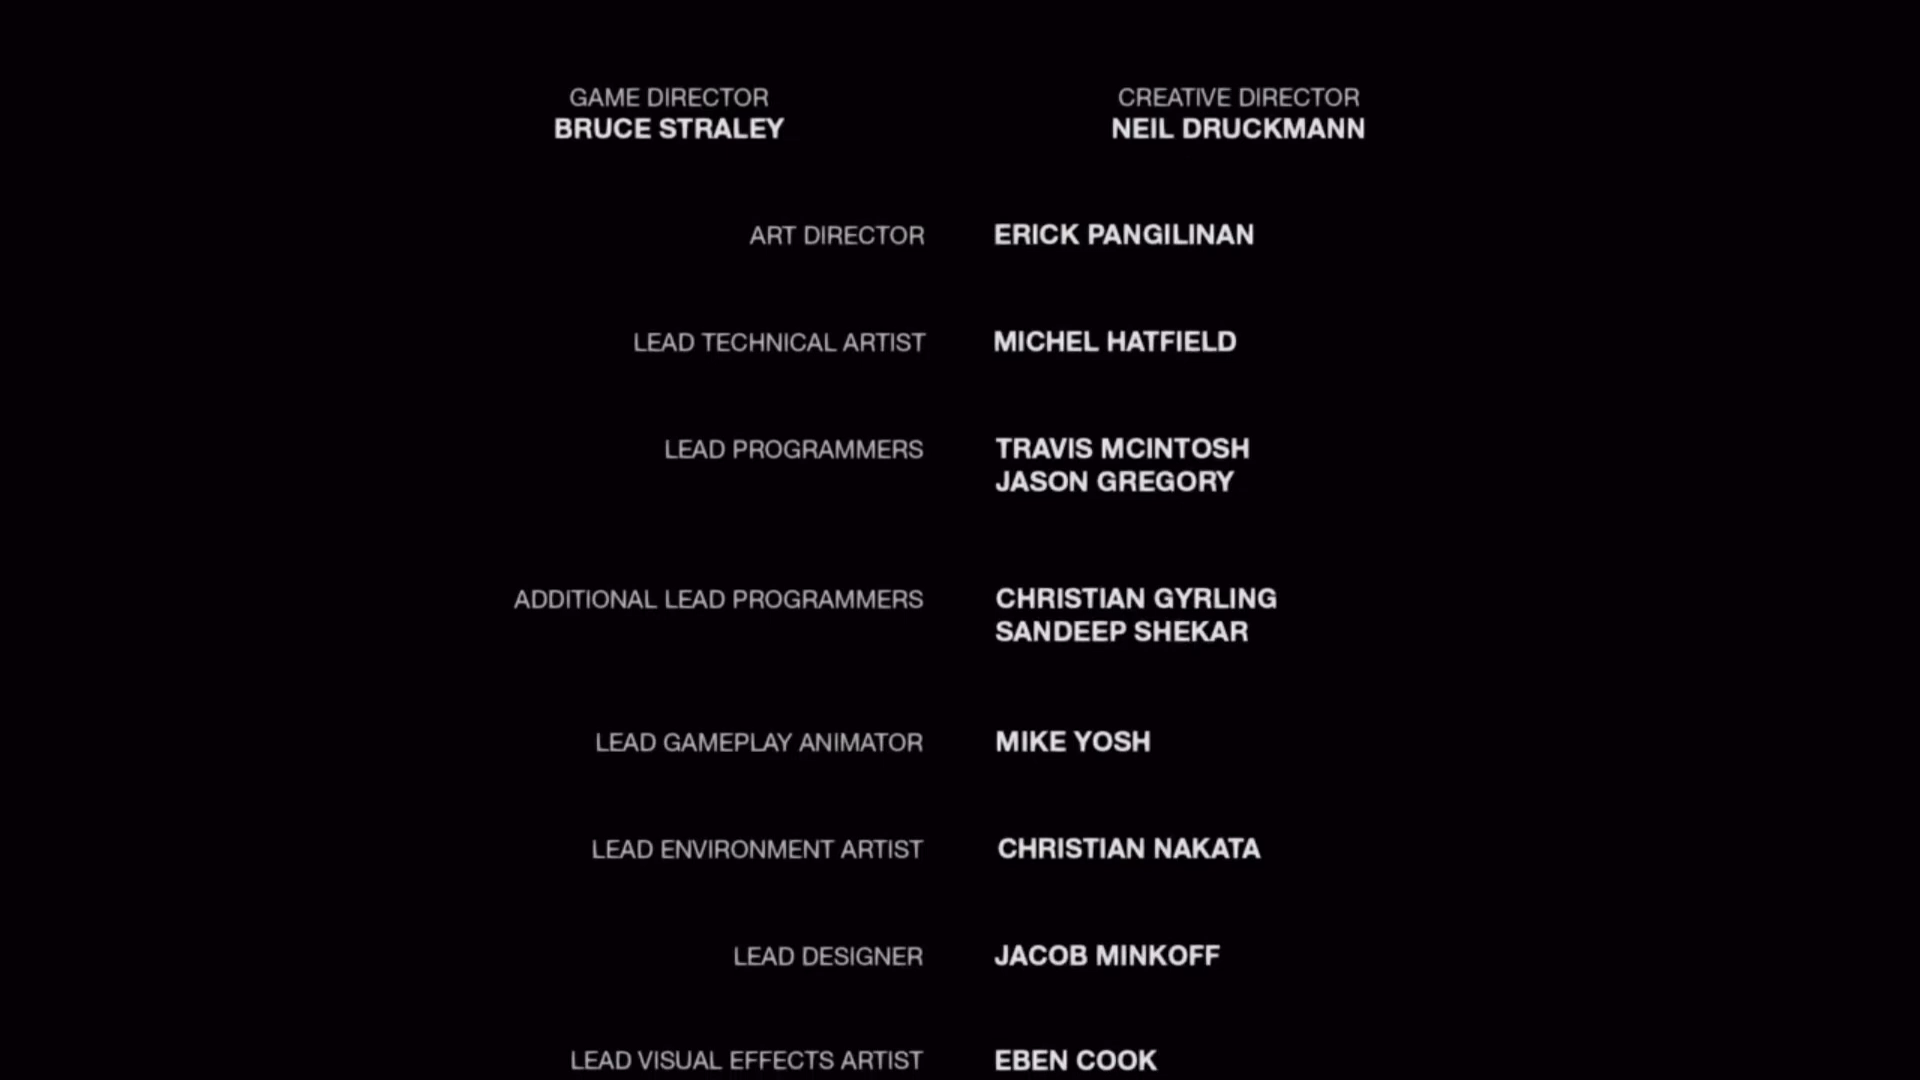 GAME DIRECTOR
BRUCE STRALEY
CREATIVE DIRECTOR
NEIL DRUCKMANN
ART DIRECTOR ERICK PANGILINAN
LEAD TECHNICAL ARTIST MICHEL HATFIELD
LEAD PROGRAMMERS TRAVIS MCINTOSH
JASON GREGORY
ADDITIONAL LEAD PROGRAMMERS CHRISTIAN GYRLING
SANDEEP SHEKAR
LEAD GAMEPLAY ANIMATOR MIKE YOSH
LEAD ENVIRONMENT ARTIST CHRISTIAN NAKATA
LEAD DESIGNER JACOB MINKOFF
LEAD VISUAL EFFECTS ARTIST EBEN COOK